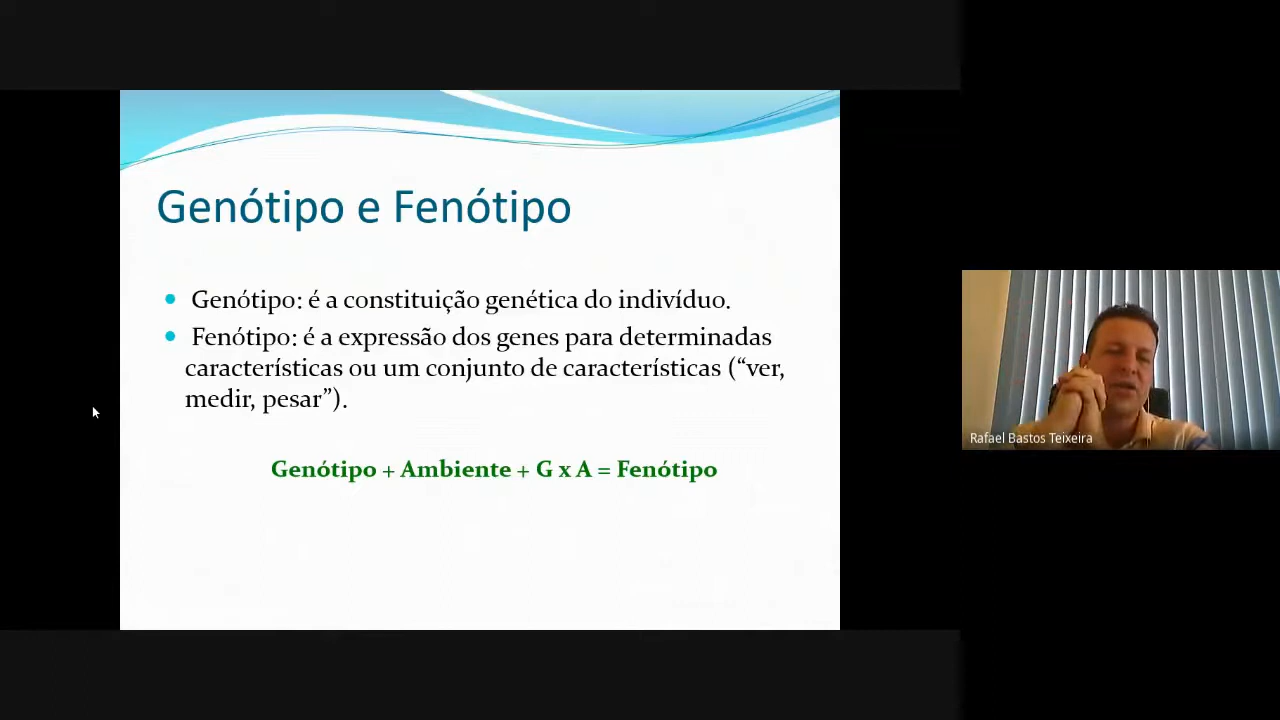 Genótipo e Fenótipo
Genótipo: é a constituição genética do indivíduo.
Fenótipo: é a expressão dos genes para determinadas
características ou um conjunto de características (“ver,
medir, pesar”).
Genótipo + Ambiente + G x A = Fenótipo
Rafael Bastos Teixeira